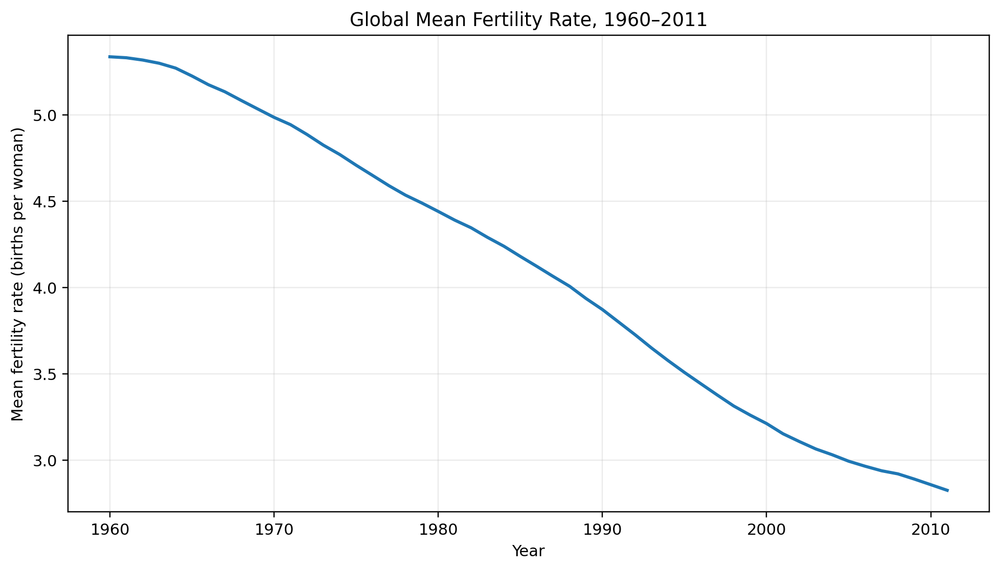 Global Mean Fertility Rate, 1960–2011
Mean fertility rate (births per woman)
5.0
4.5
4.0
3.5
3.0
1960 1970 1980 1990 2000 2010
Year